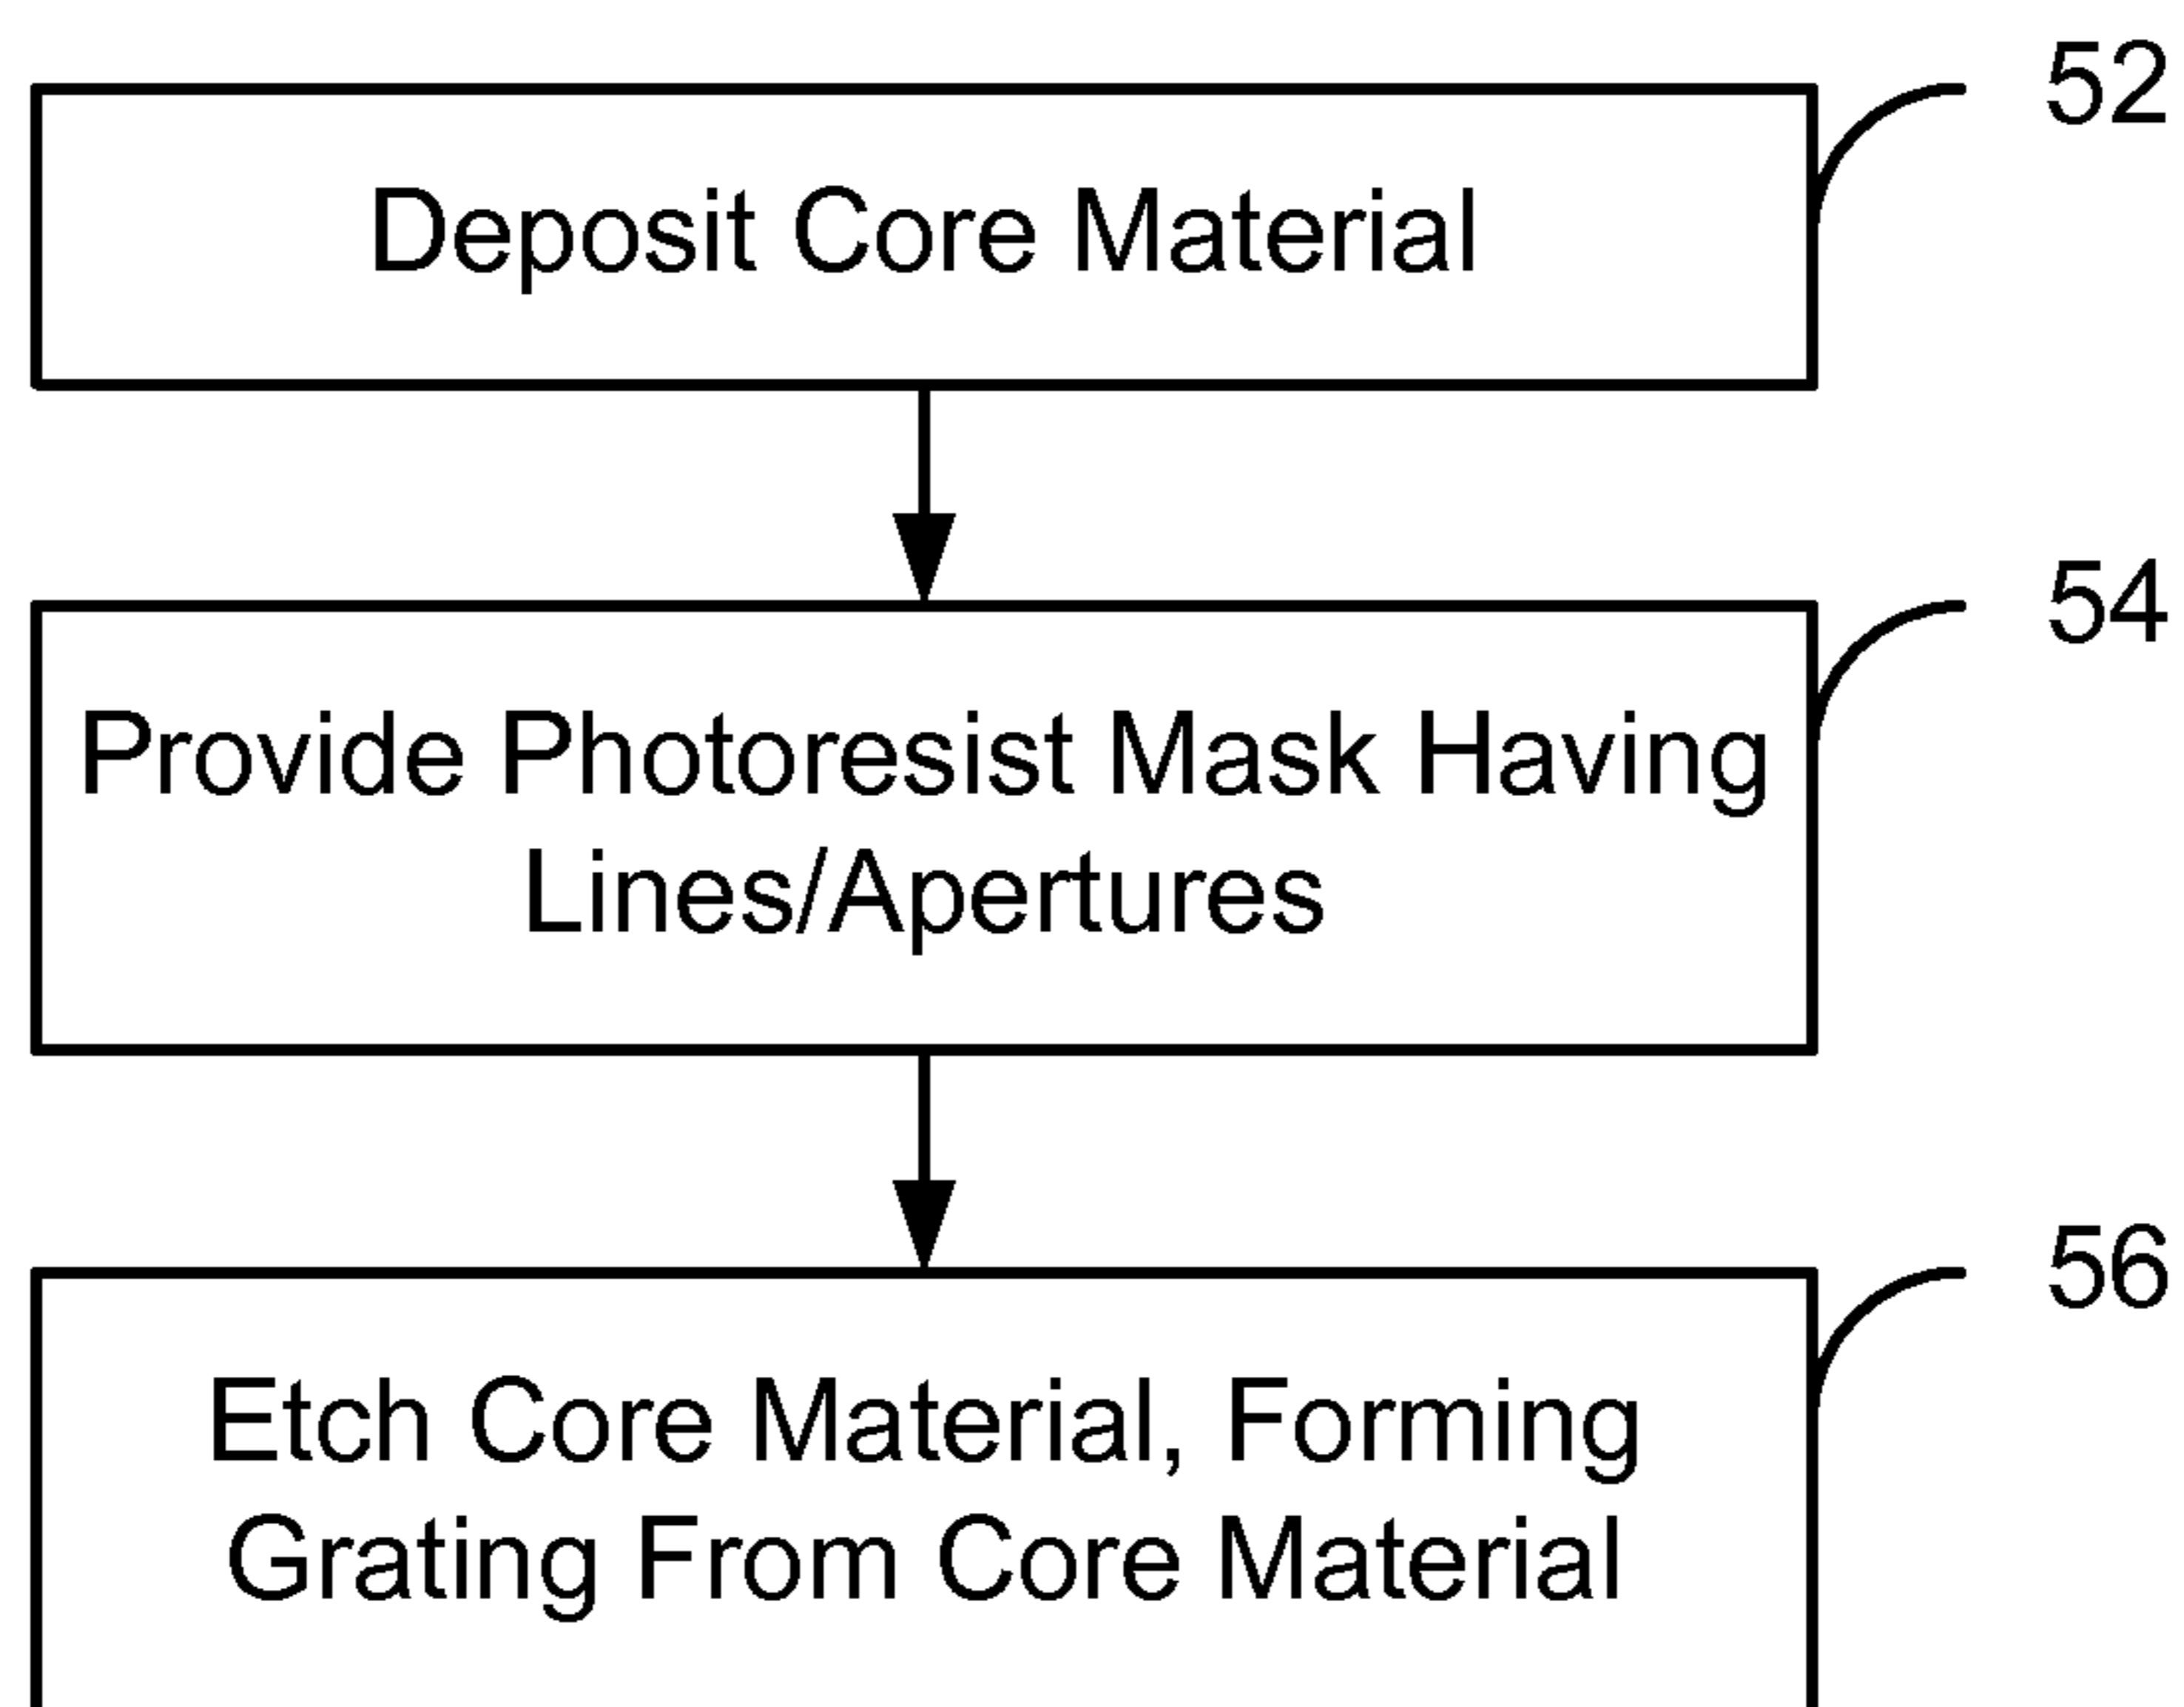 52
Deposit Core Material
54
Provide Photoresist Mask Having
Lines/Apertures
56
Etch Core Material, Forming
Grating From Core Material